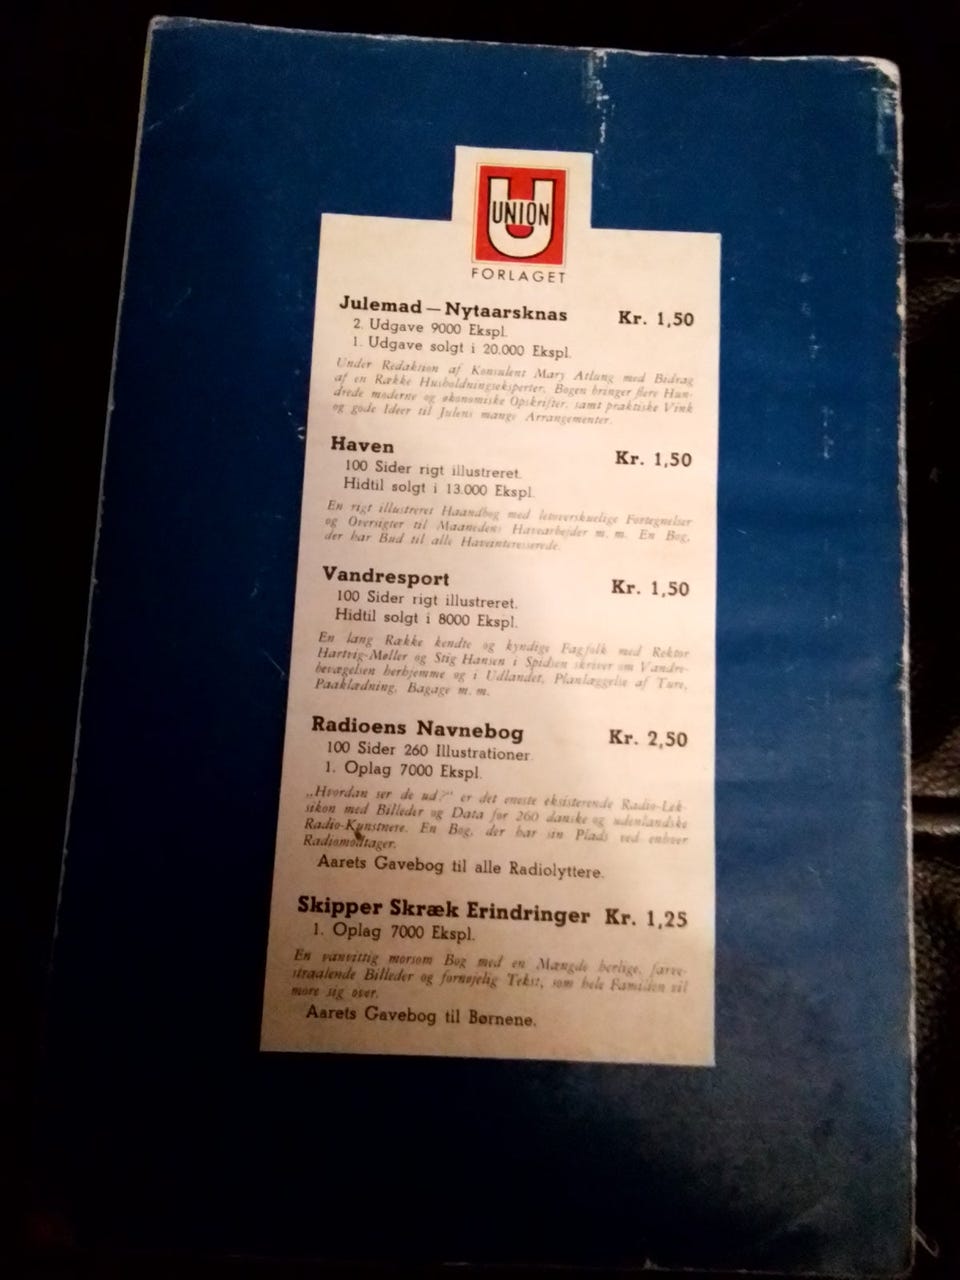 U
UNION
FORLAGET
Julemad — Nytaarsknas Kr. 1,50
2. Udgave 9000 Ekspl.
1. Udgave solgt i 20.000 Ekspl.
Under Redaktion af Konsulent Mary Atlung med Bidrag
af en Række Husholdningseksperter. Bogen bringer flere Hun-
drede moderne og økonomiske Opskrifter, samt praktiske Vink
og gode Ideer til Julens mange Arrangementer.
Haven Kr. 1,50
100 Sider rigt illustreret.
Hidtil solgt i 13.000 Ekspl.
En rigt illustreret Haandbog med letoverskuelige Fortegnelser
og Oversigter til Maanedens Havearbejder m. m. En Bog,
der har Bud til alle Haveinteresserede.
Vandresport Kr. 1,50
100 Sider rigt illustreret.
Hidtil solgt i 8000 Ekspl.
En lang Række kendte og kyndige Fagfolk med Rektor
Hartvig-Møller og Stig Hansen i Spidsen skriver om Vandre-
bevægelsen herhjemme og i Udlandet, Planlæggelse af Ture,
Paaklædning, Bagage m. m.
Radioens Navnebog Kr. 2,50
100 Sider 260 Illustrationer.
1. Oplag 7000 Ekspl.
„Hvordan ser de ud?" er det eneste eksisterende Radio-Lek-
sikon med Billeder og Data for 260 danske og udenlandske
Radio-Kunstnere. En Bog, der har sin Plads ved enhver
Radiomodtager.
Aarets Gavebog til alle Radiolyttere.
Skipper Skræk Erindringer Kr. 1,25
1. Oplag 7000 Ekspl.
En vanvittig morsom Bog med en Mængde herlige, farve-
straalende Billeder og fornøjelig Tekst, som hele Familien vil
more sig over.
Aarets Gavebog til Børnene.